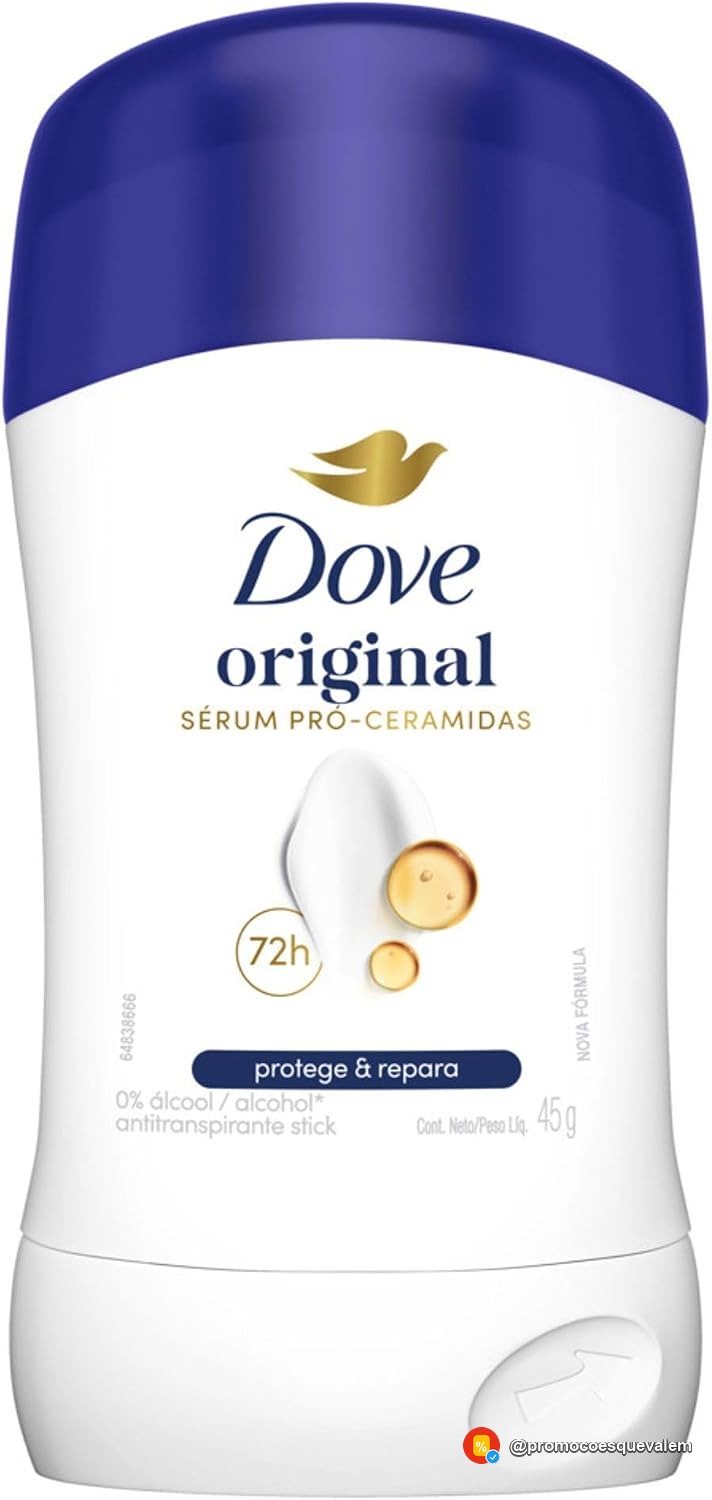 Dove
original
SÉRUM PRÓ-CERAMIDAS
72h
64838666
NOVA FÓRMULA
protege & repara
0% álcool / alcohol*
antitranspirante stick
Cont. Neto/Peso Líq. 45g
%
@promocoesquevalem